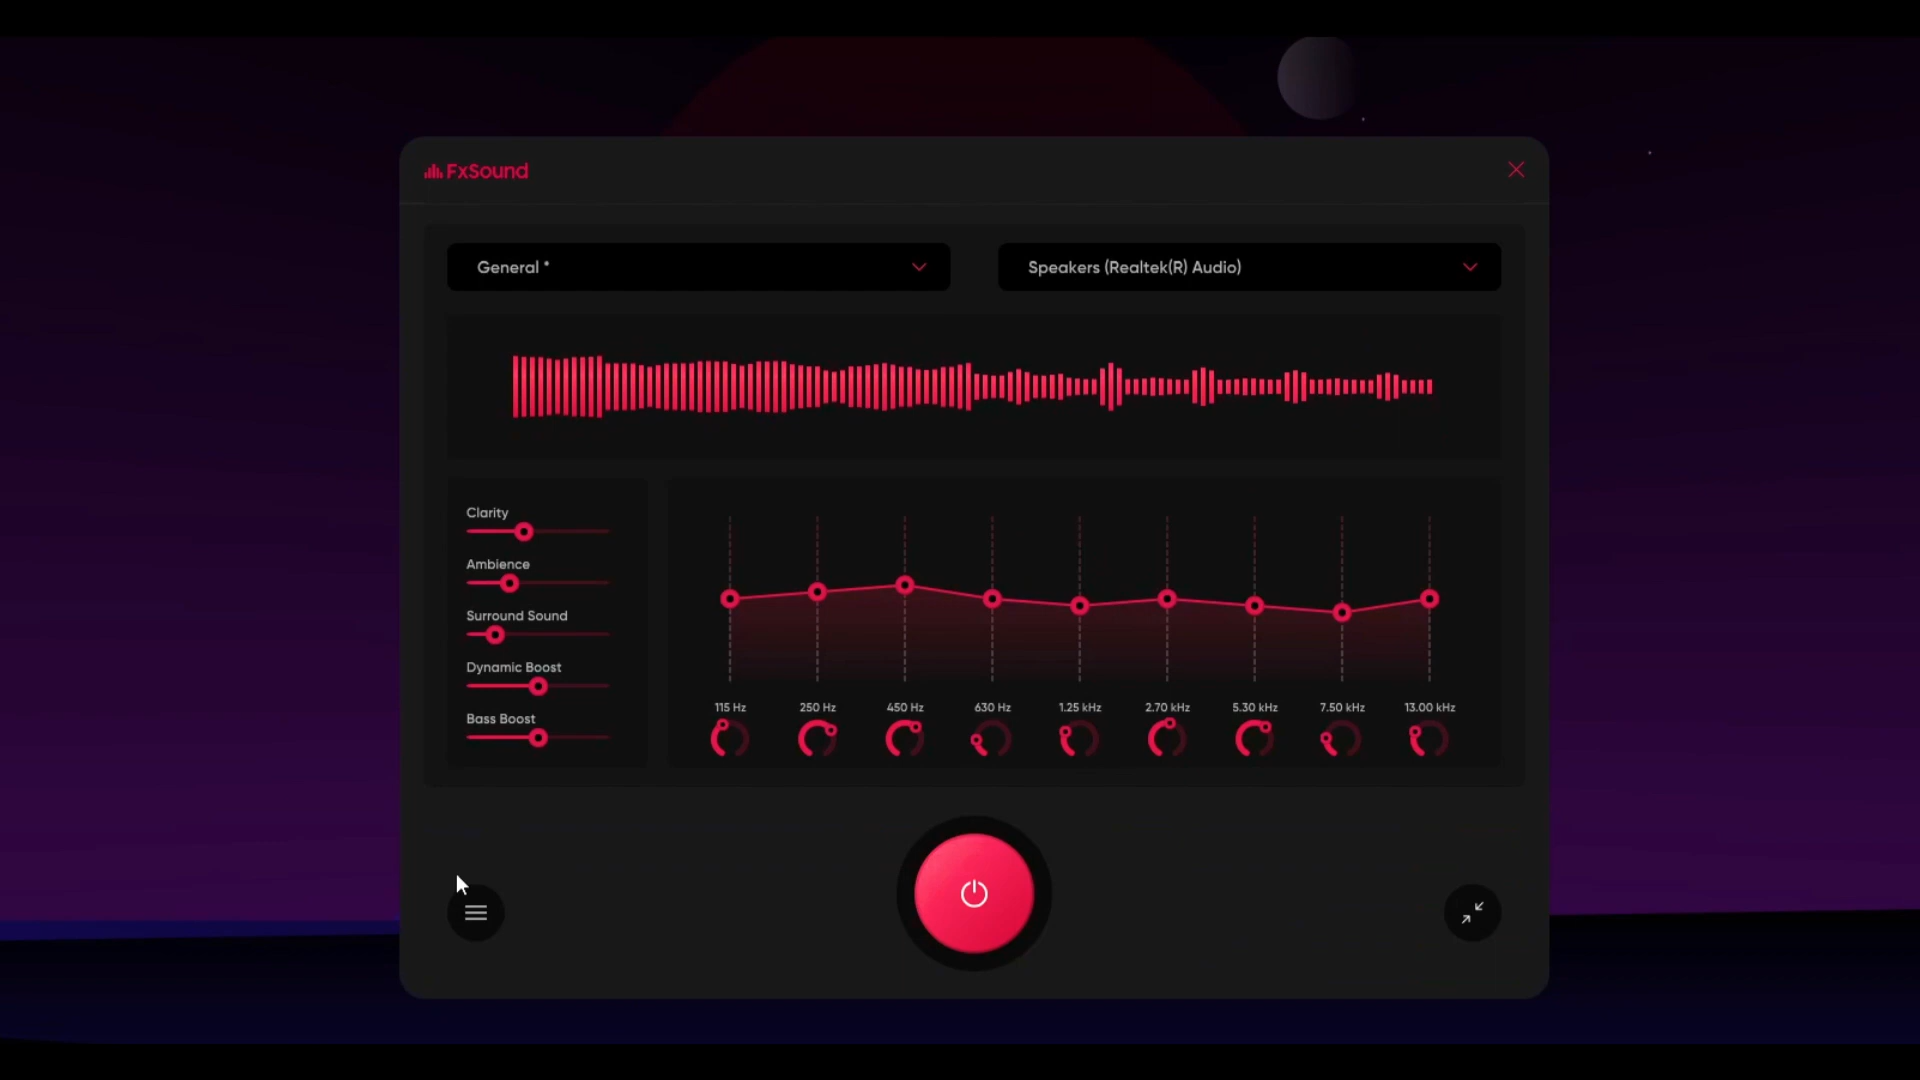 FxSound
General *
Speakers (Realtek(R) Audio)
Clarity
Ambience
Surround Sound
Dynamic Boost
Bass Boost
115 Hz 250 Hz 450 Hz 630 Hz 1.25 kHz 2.70 kHz 5.30 kHz 7.50 kHz 13.00 kHz